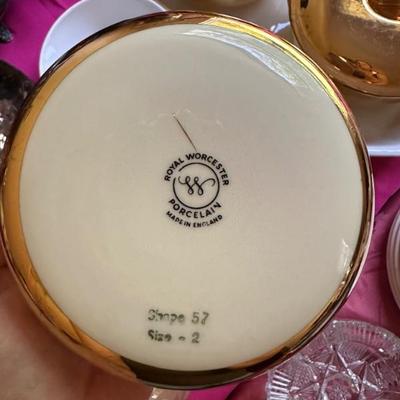 ROYAL WORCESTER
PORCELAIN
MADE IN ENGLAND
Shape 57
Size - 2